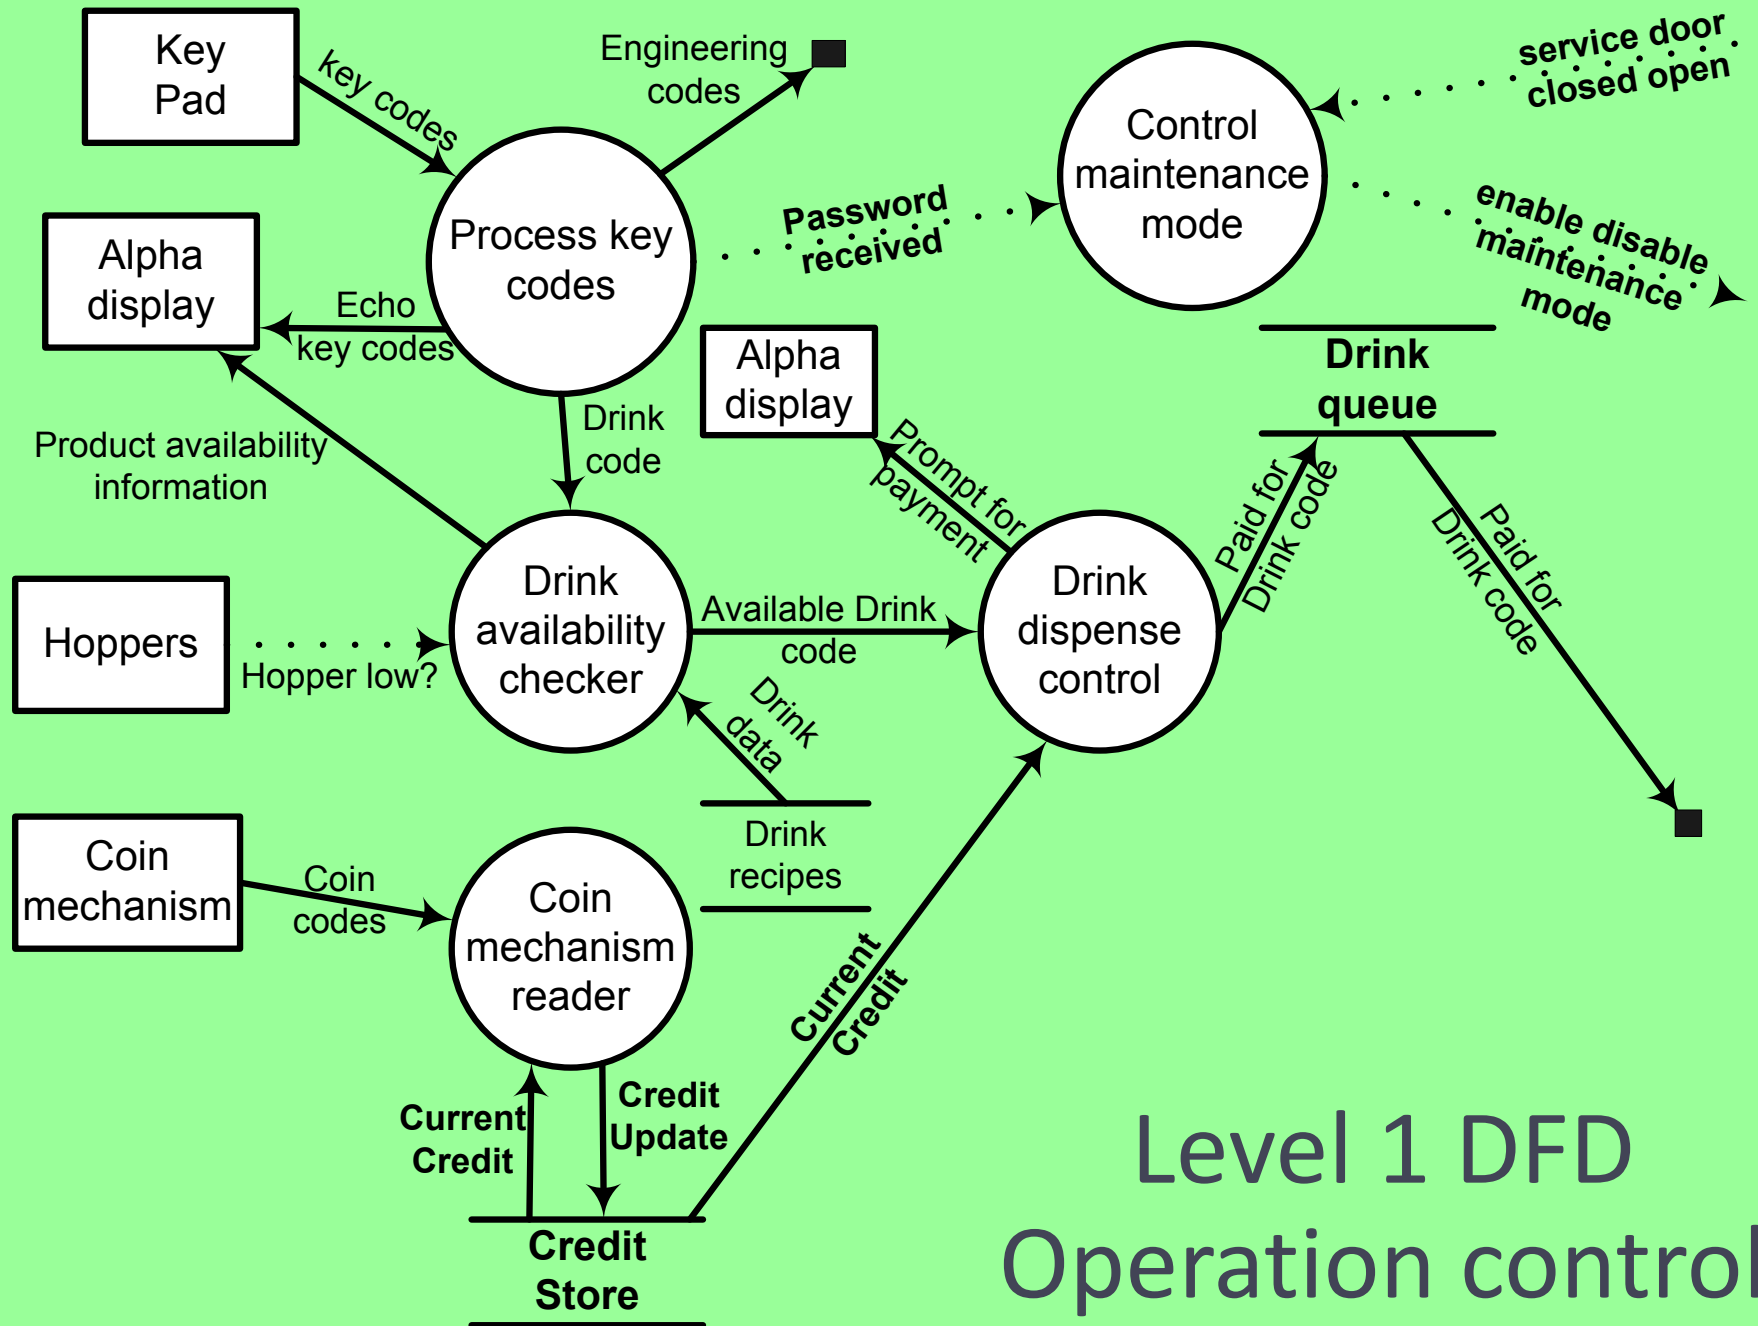 Key
Pad
key codes
Engineering
codes
service door
closed open
Control
maintenance
mode
Process key
codes
Password
received
enable disable
maintenance
mode
Alpha
display
Echo
key codes
Alpha
display
Drink
queue
Product availability
information
Drink
code
Prompt for
payment
Paid for
Drink code
Paid for
Drink code
Hoppers
Hopper low?
Drink
availability
checker
Available Drink
code
Drink
dispense
control
Drink
data
Drink
recipes
Coin
mechanism
Coin
codes
Coin
mechanism
reader
Current
Credit
Current
Credit
Credit
Update
Credit
Store
Level 1 DFD
Operation control